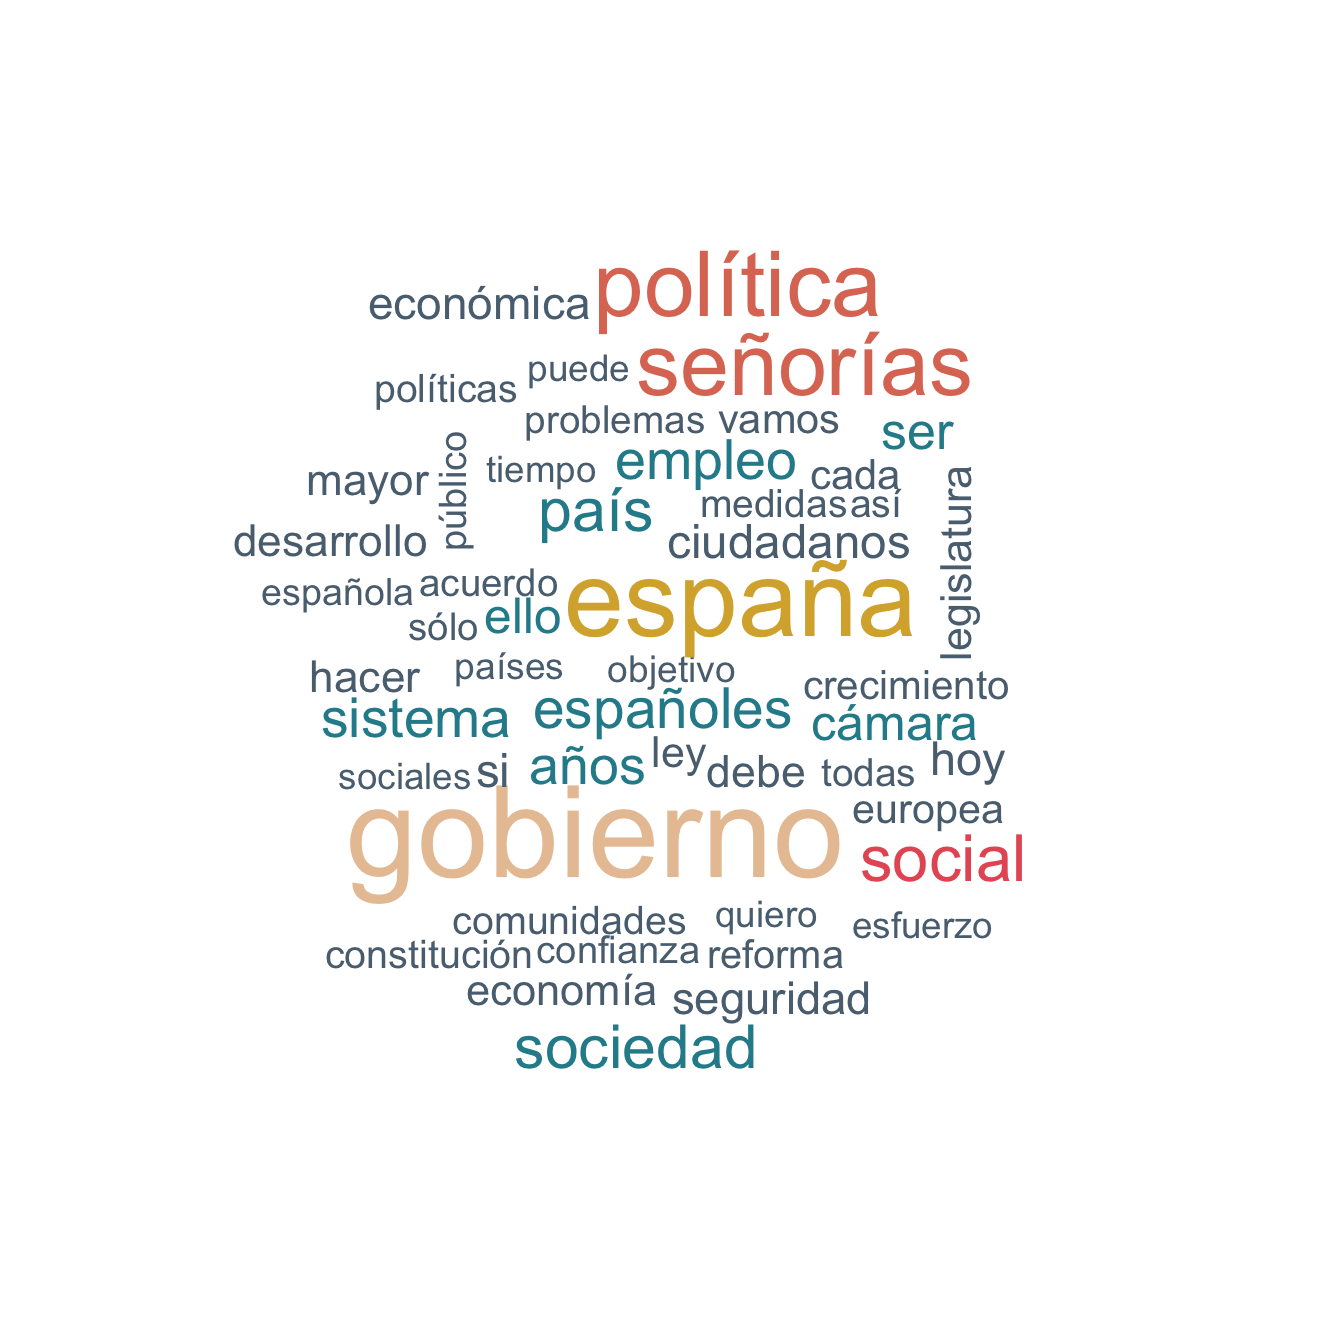 económica política
puede señorías
políticas
problemas vamos ser
público tiempo empleo cada
mayor
país medidas así
legislatura
desarrollo ciudadanos
española acuerdo españa
sólo ello
hacer países objetivo crecimiento
sistema españoles cámara
sociales si años ley debe todas hoy
gobierno europea
social
comunidades quiero esfuerzo
constitución confianza reforma
economía seguridad
sociedad